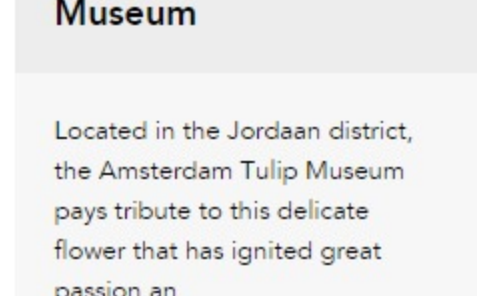 Museum
Located in the Jordaan district,
the Amsterdam Tulip Museum
pays tribute to this delicate
flower that has ignited great
passion an